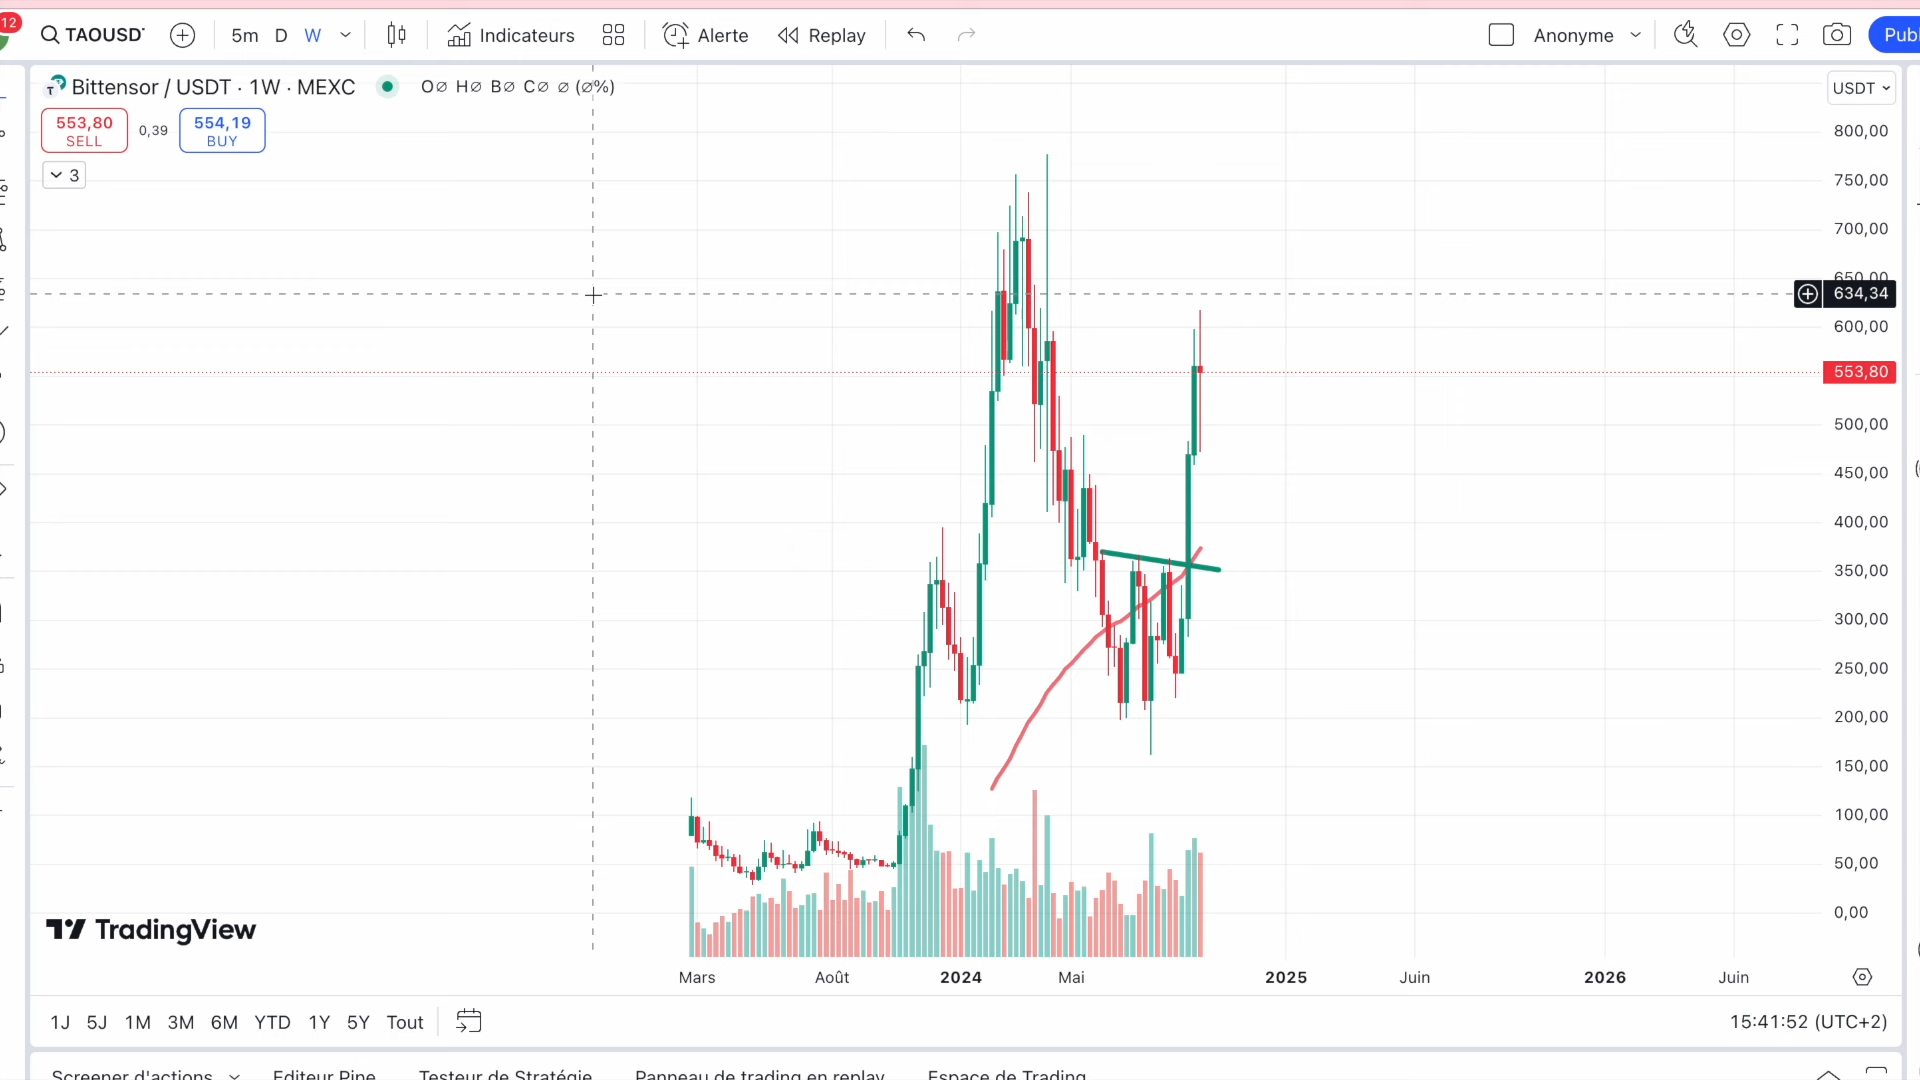 12
TAOUSD
5m D W
Indicateurs
Alerte
Replay
Anonyme
Publ
Bittensor / USDT · 1W · MEXC
O∅ H∅ B∅ C∅ ∅ (∅%)
USDT
553,80
SELL
0,39
554,19
BUY
3
800,00
750,00
700,00
650,00
634,34
600,00
553,80
500,00
450,00
400,00
350,00
300,00
250,00
200,00
150,00
100,00
50,00
0,00
TradingView
Mars Août 2024 Mai 2025 Juin 2026 Juin
1J 5J 1M 3M 6M YTD 1Y 5Y Tout
15:41:52 (UTC+2)
Screener d'actions Editeur Pine Testeur de Stratégie Panneau de trading en replay Espace de Trading